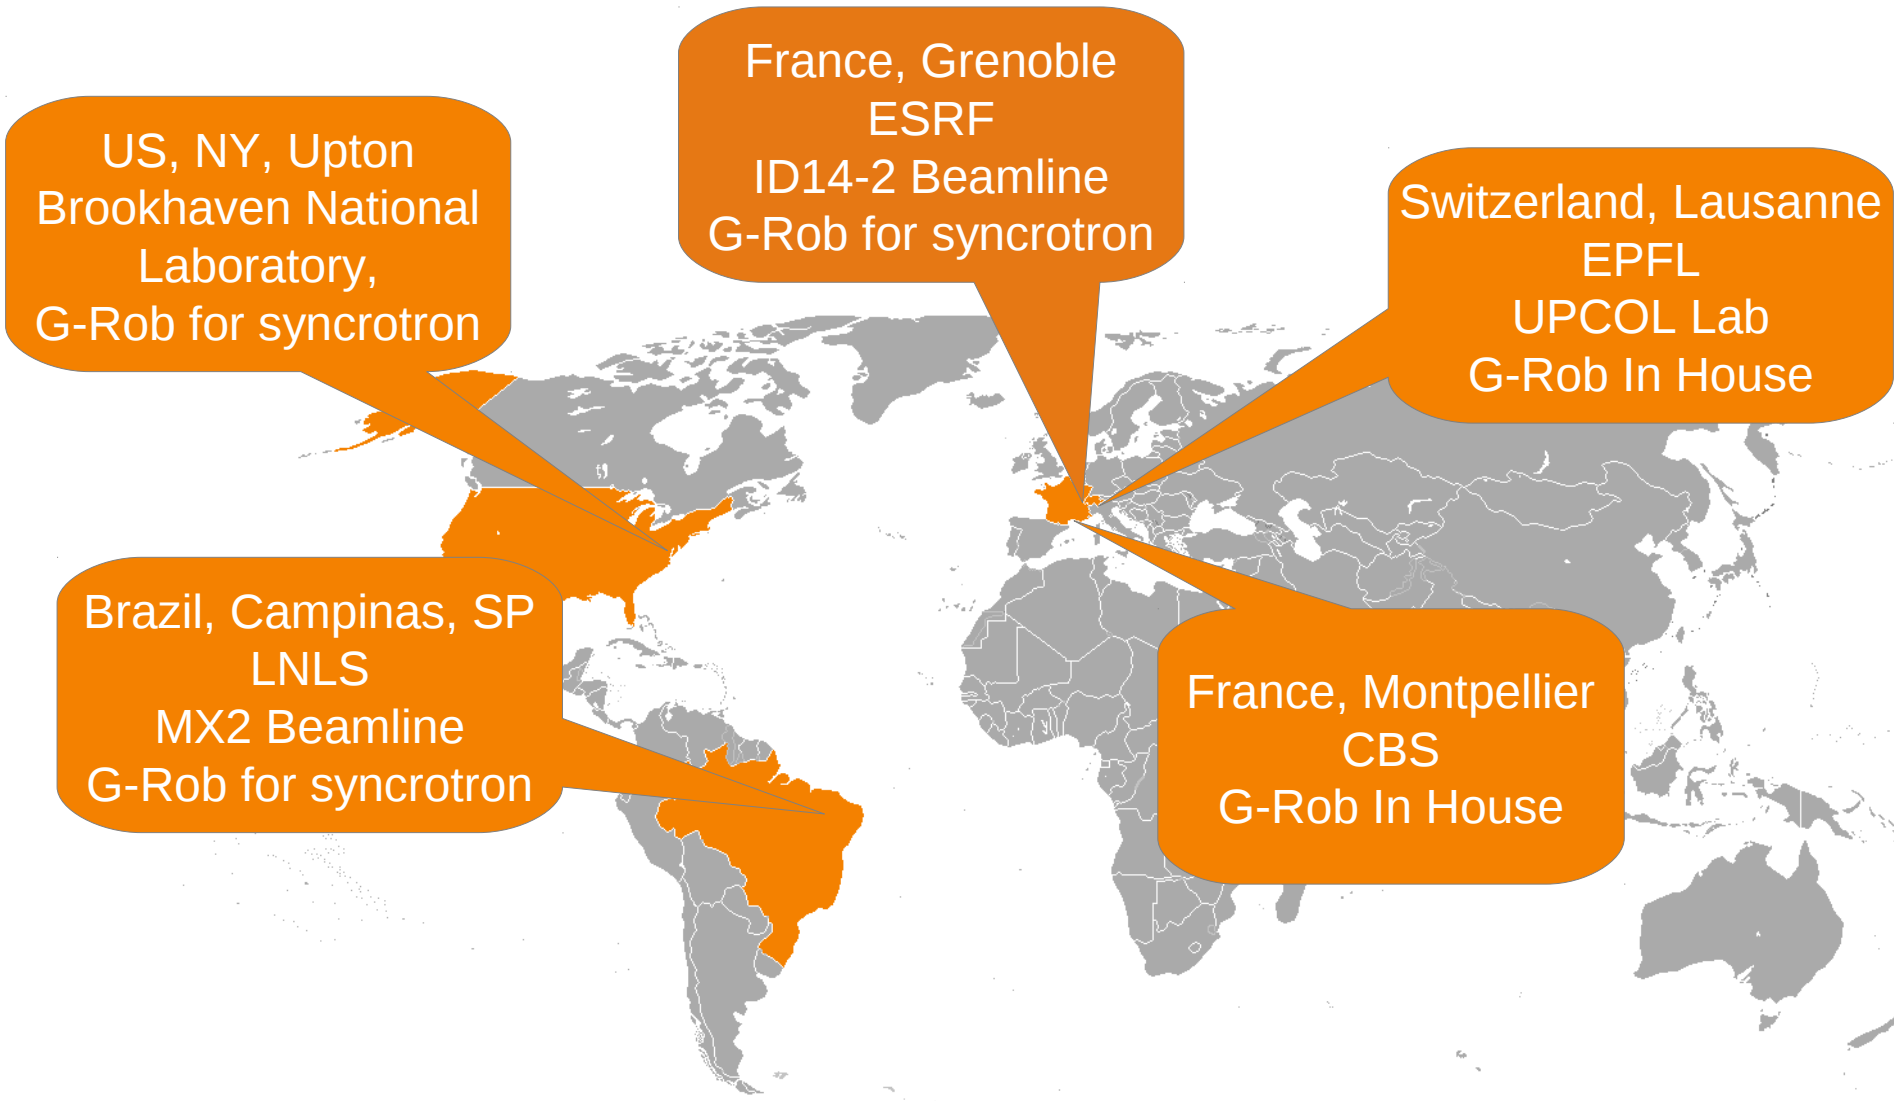 France, Grenoble
ESRF
ID14-2 Beamline
G-Rob for syncrotron
US, NY, Upton
Brookhaven National
Laboratory,
G-Rob for syncrotron
Switzerland, Lausanne
EPFL
UPCOL Lab
G-Rob In House
Brazil, Campinas, SP
LNLS
MX2 Beamline
G-Rob for syncrotron
France, Montpellier
CBS
G-Rob In House